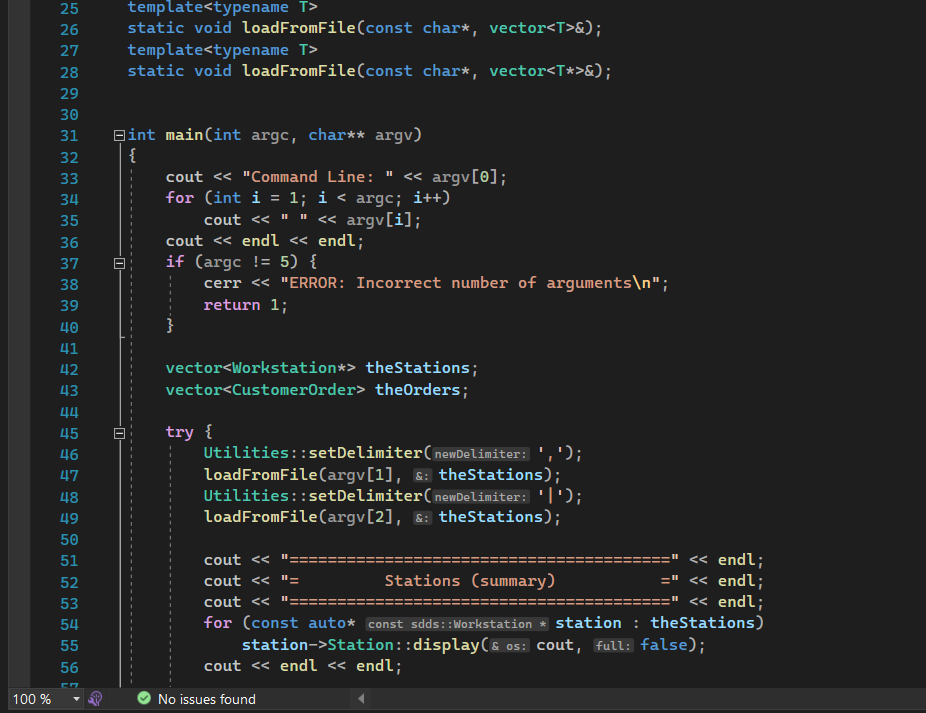 25 template<typename T>
26 static void loadFromFile(const char*, vector<T>&);
27 template<typename T>
28 static void loadFromFile(const char*, vector<T*>&);
29
30
31 int main(int argc, char** argv)
32 {
33 cout << "Command Line: " << argv[0];
34 for (int i = 1; i < argc; i++)
35 cout << " " << argv[i];
36 cout << endl << endl;
37 if (argc != 5) {
38 cerr << "ERROR: Incorrect number of arguments\n";
39 return 1;
40 }
41
42 vector<Workstation*> theStations;
43 vector<CustomerOrder> theOrders;
44
45 try {
46 Utilities::setDelimiter(newDelimiter: ',');
47 loadFromFile(argv[1], &: theStations);
48 Utilities::setDelimiter(newDelimiter: '|');
49 loadFromFile(argv[2], &: theStations);
50
51 cout << "========================================" << endl;
52 cout << "=         Stations (summary)           =" << endl;
53 cout << "========================================" << endl;
54 for (const auto* const sdds::Workstation * station : theStations)
55 station->Station::display(& os: cout, full: false);
56 cout << endl << endl;
57
100 % No issues found